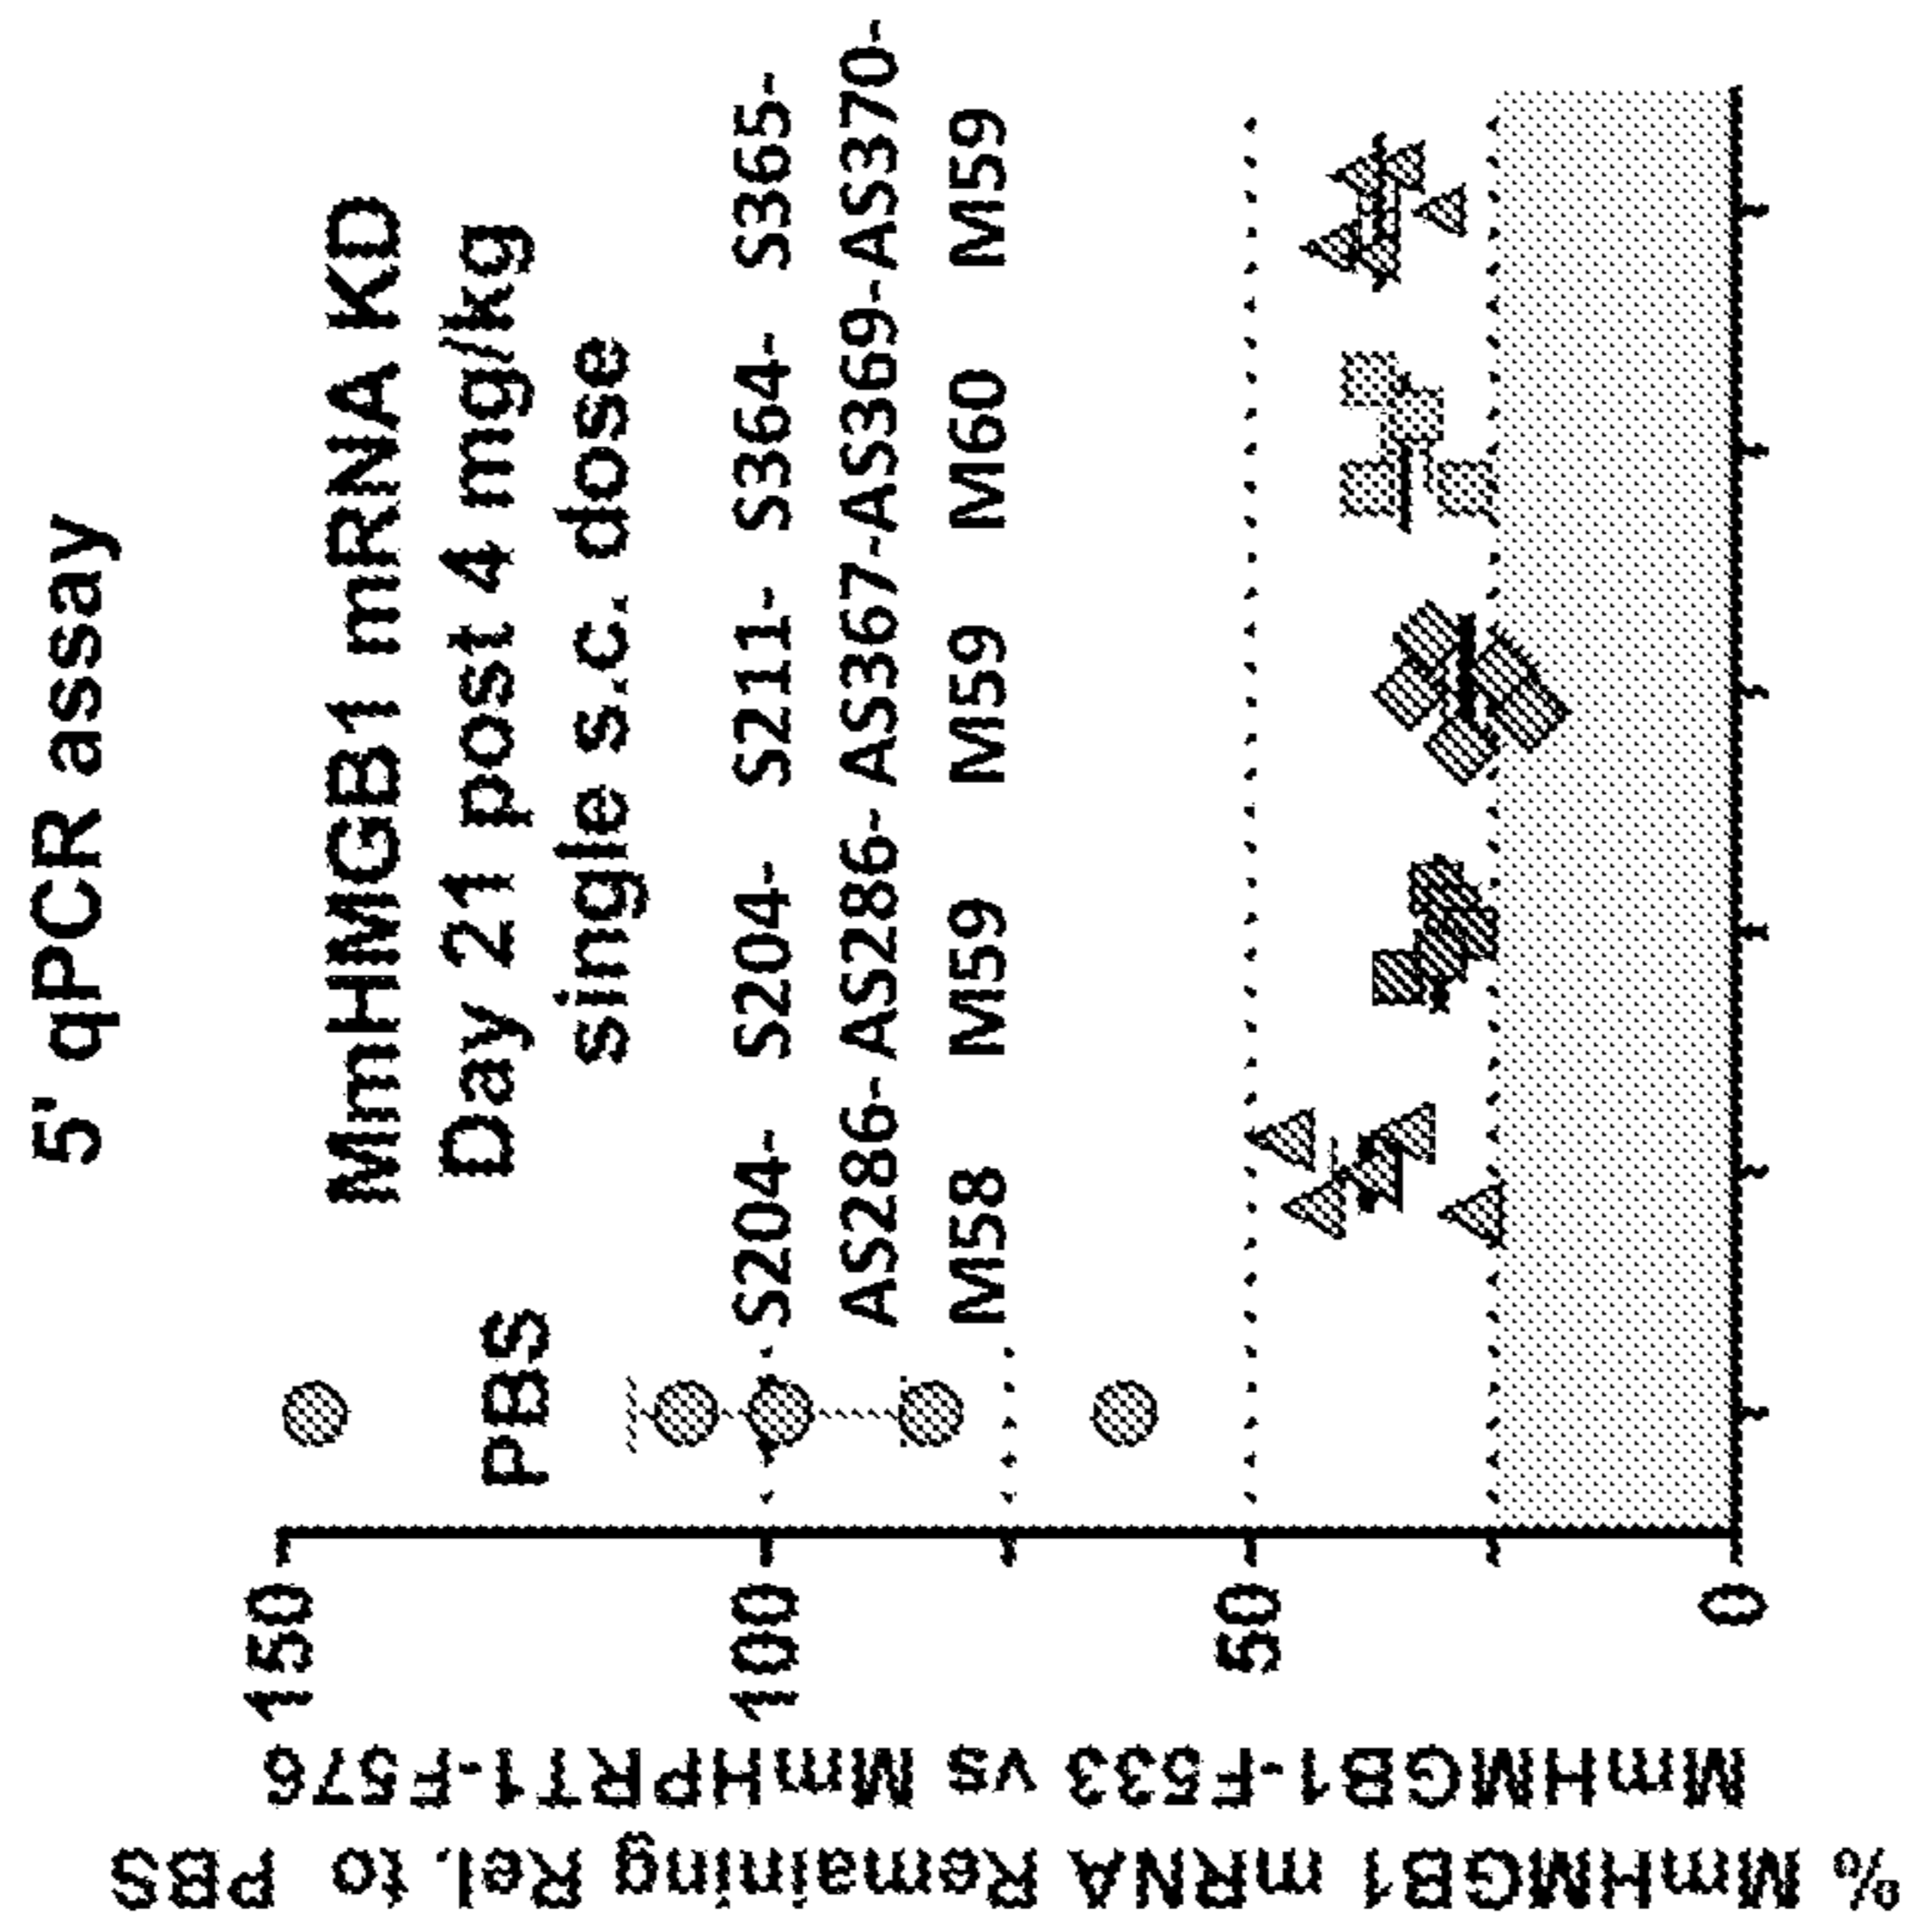 5' qPCR assay
MmHMGB1 mRNA KD
Day 21 post 4 mg/kg
single s.c. dose
PBS
S204- S204- S211- S364- S365-
AS286- AS286- AS367-AS369-AS370-
M58 M59 M59 M60 M59
150
100
50
0
% MmHMGB1 mRNA Remaining Rel. to PBS
MmHMGB1-F533 vs MmHPRT1-F576